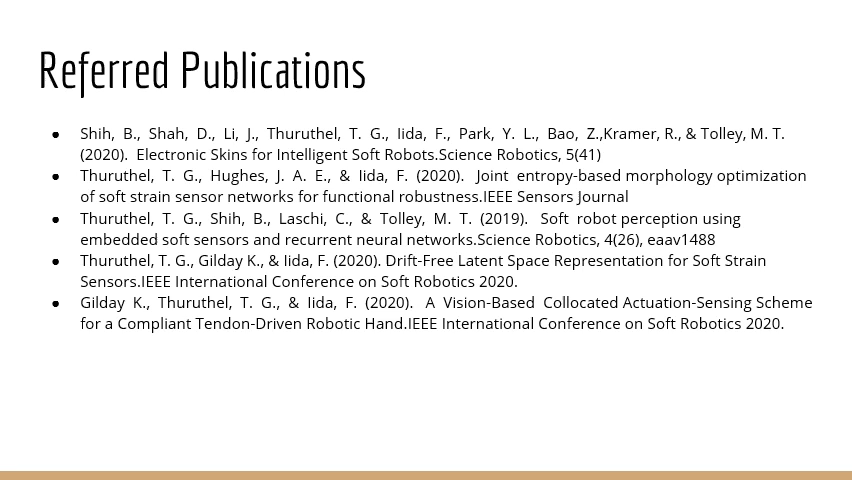 Referred Publications
● Shih, B., Shah, D., Li, J., Thuruthel, T. G., Iida, F., Park, Y. L., Bao, Z.,Kramer, R., & Tolley, M. T.
(2020). Electronic Skins for Intelligent Soft Robots.Science Robotics, 5(41)
● Thuruthel, T. G., Hughes, J. A. E., & Iida, F. (2020). Joint entropy-based morphology optimization
of soft strain sensor networks for functional robustness.IEEE Sensors Journal
● Thuruthel, T. G., Shih, B., Laschi, C., & Tolley, M. T. (2019). Soft robot perception using
embedded soft sensors and recurrent neural networks.Science Robotics, 4(26), eaav1488
● Thuruthel, T. G., Gilday K., & Iida, F. (2020). Drift-Free Latent Space Representation for Soft Strain
Sensors.IEEE International Conference on Soft Robotics 2020.
● Gilday K., Thuruthel, T. G., & Iida, F. (2020). A Vision-Based Collocated Actuation-Sensing Scheme
for a Compliant Tendon-Driven Robotic Hand.IEEE International Conference on Soft Robotics 2020.